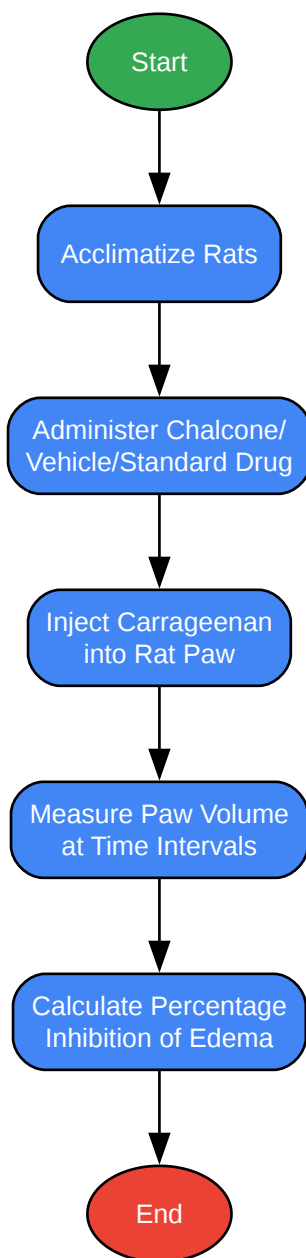 Start
Acclimatize Rats
Administer Chalcone/
Vehicle/Standard Drug
Inject Carrageenan
into Rat Paw
Measure Paw Volume
at Time Intervals
Calculate Percentage
Inhibition of Edema
End